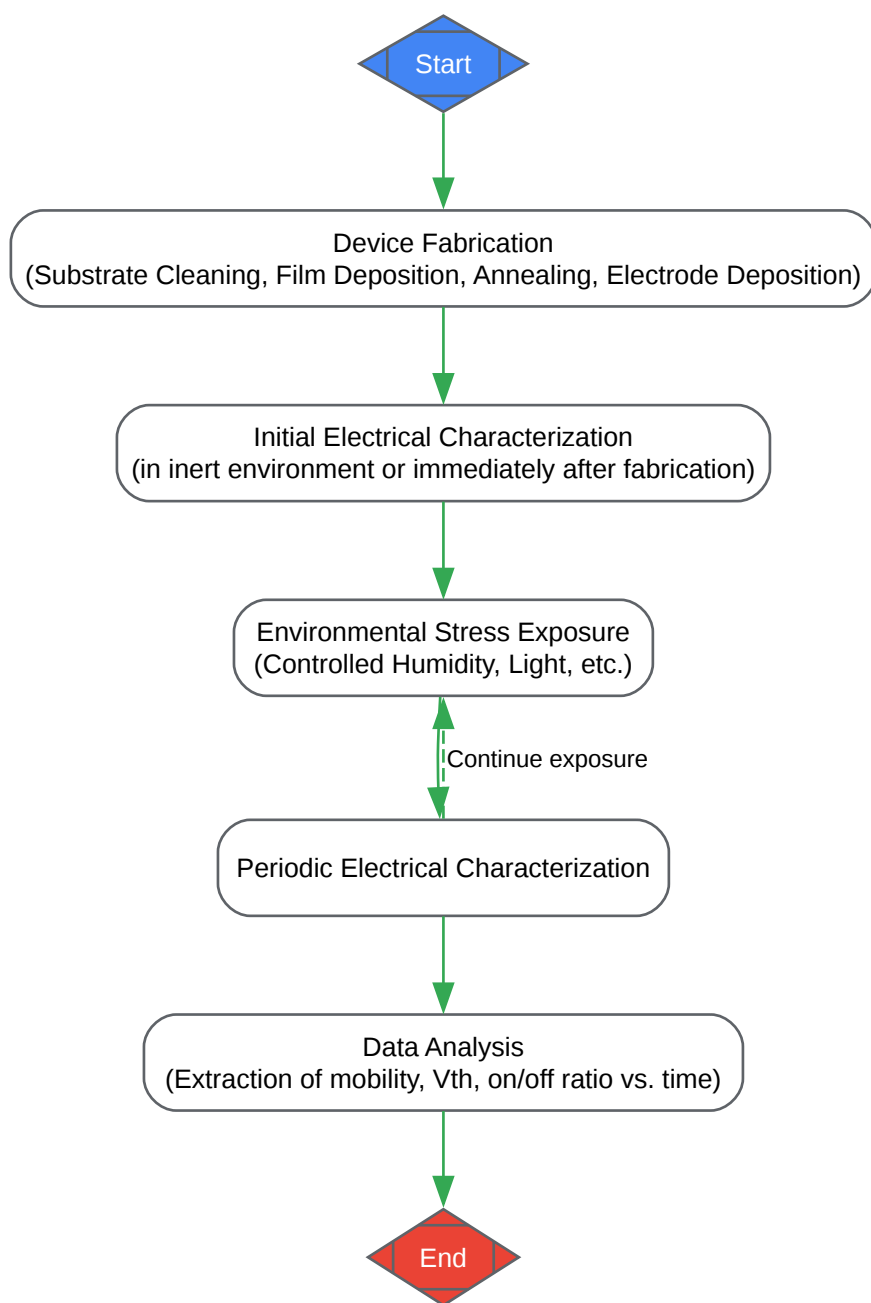 Start
Device Fabrication
(Substrate Cleaning, Film Deposition, Annealing, Electrode Deposition)
Initial Electrical Characterization
(in inert environment or immediately after fabrication)
Environmental Stress Exposure
(Controlled Humidity, Light, etc.)
Continue exposure
Periodic Electrical Characterization
Data Analysis
(Extraction of mobility, Vth, on/off ratio vs. time)
End